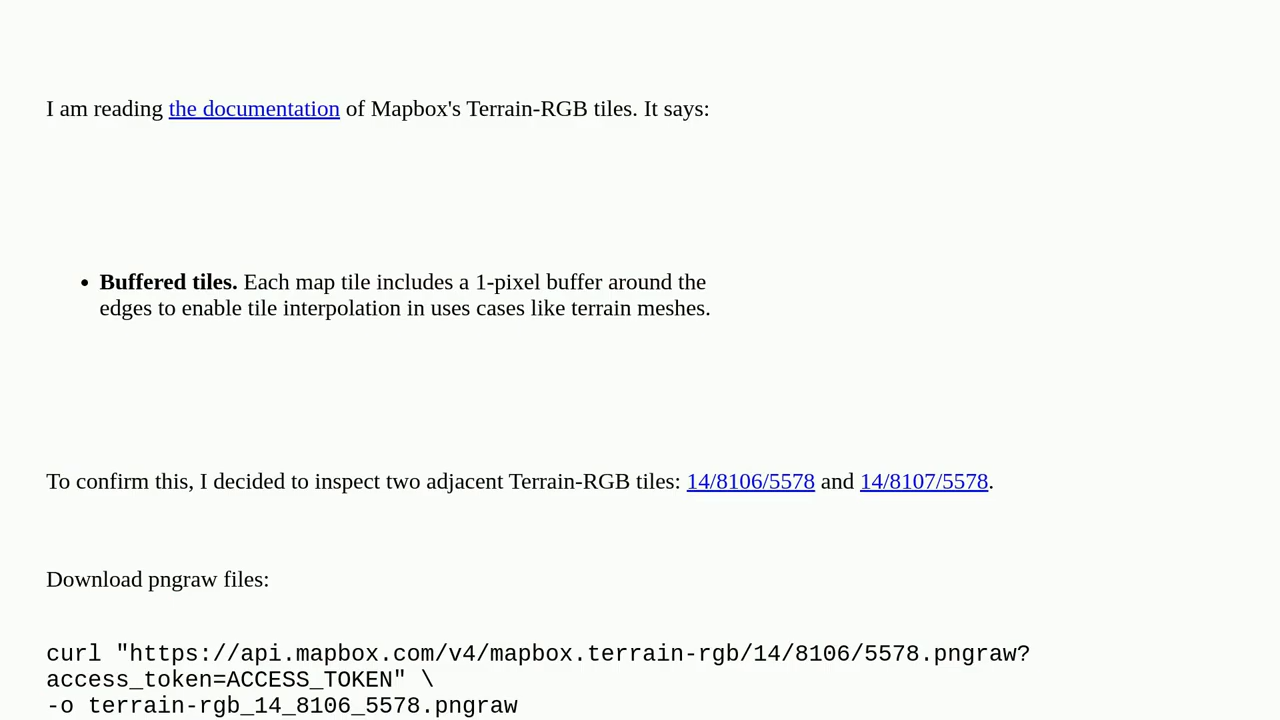 I am reading the documentation of Mapbox's Terrain-RGB tiles. It says:
• Buffered tiles. Each map tile includes a 1-pixel buffer around the
edges to enable tile interpolation in uses cases like terrain meshes.
To confirm this, I decided to inspect two adjacent Terrain-RGB tiles: 14/8106/5578 and 14/8107/5578.
Download pngraw files:
curl "https://api.mapbox.com/v4/mapbox.terrain-rgb/14/8106/5578.pngraw?
access_token=ACCESS_TOKEN" \
-o terrain-rgb_14_8106_5578.pngraw